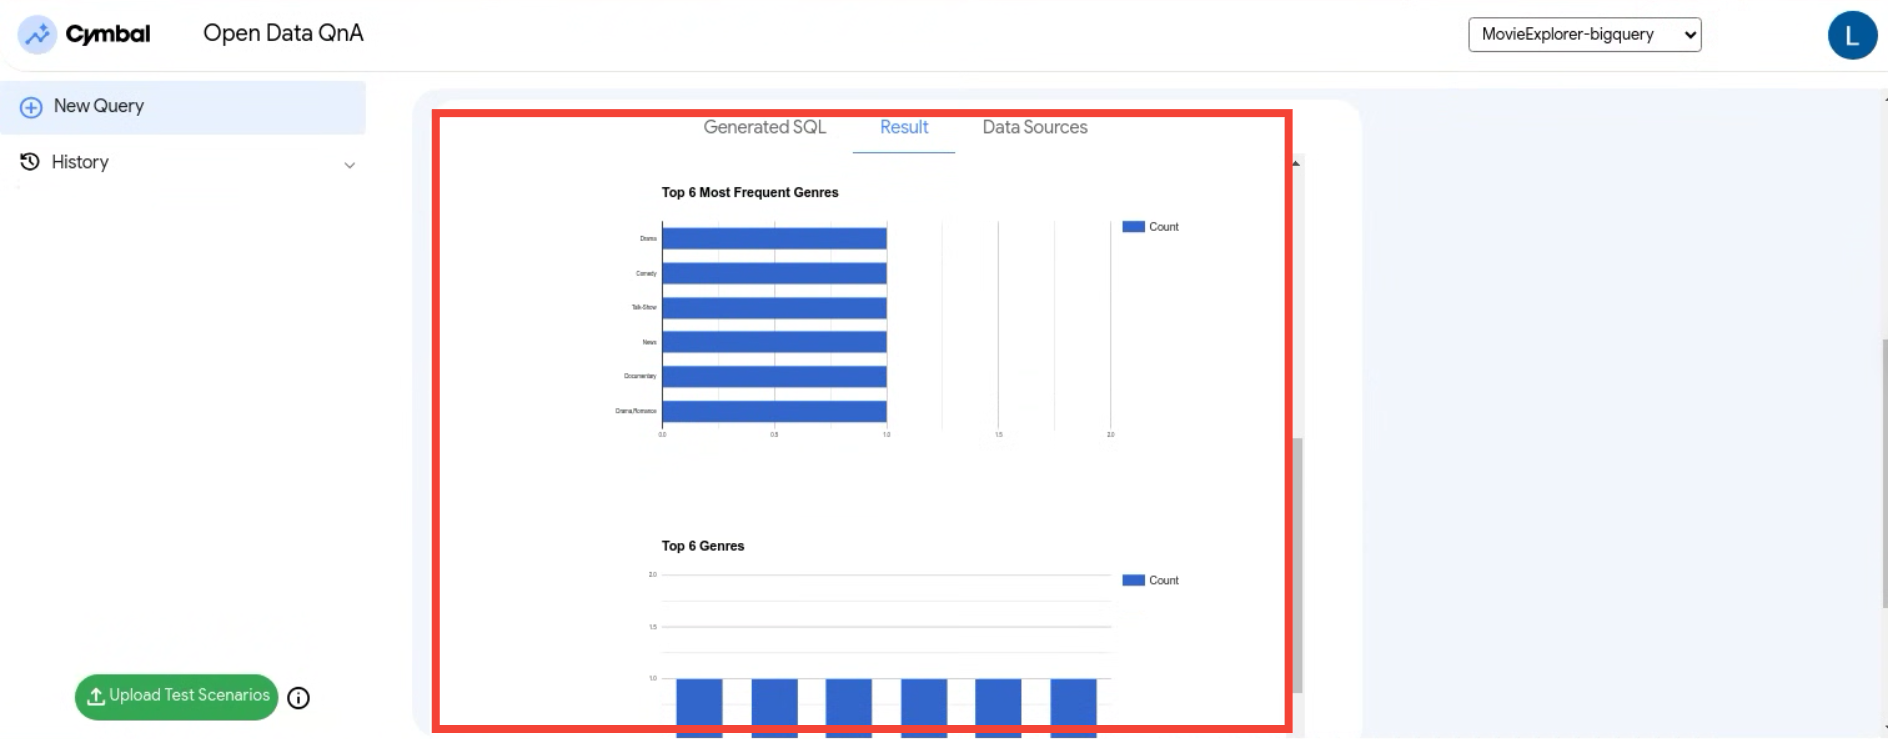 Cymbal
Open Data QnA
MovieExplorer-bigquery
L
New Query
History
Generated SQL
Result
Data Sources
Top 6 Most Frequent Genres
Count
Drama
Comedy
Talk-Show
News
Documentary
Drama,Romance
0.0
0.5
1.0
1.5
2.0
Top 6 Genres
Count
2.0
1.5
1.0
Upload Test Scenarios